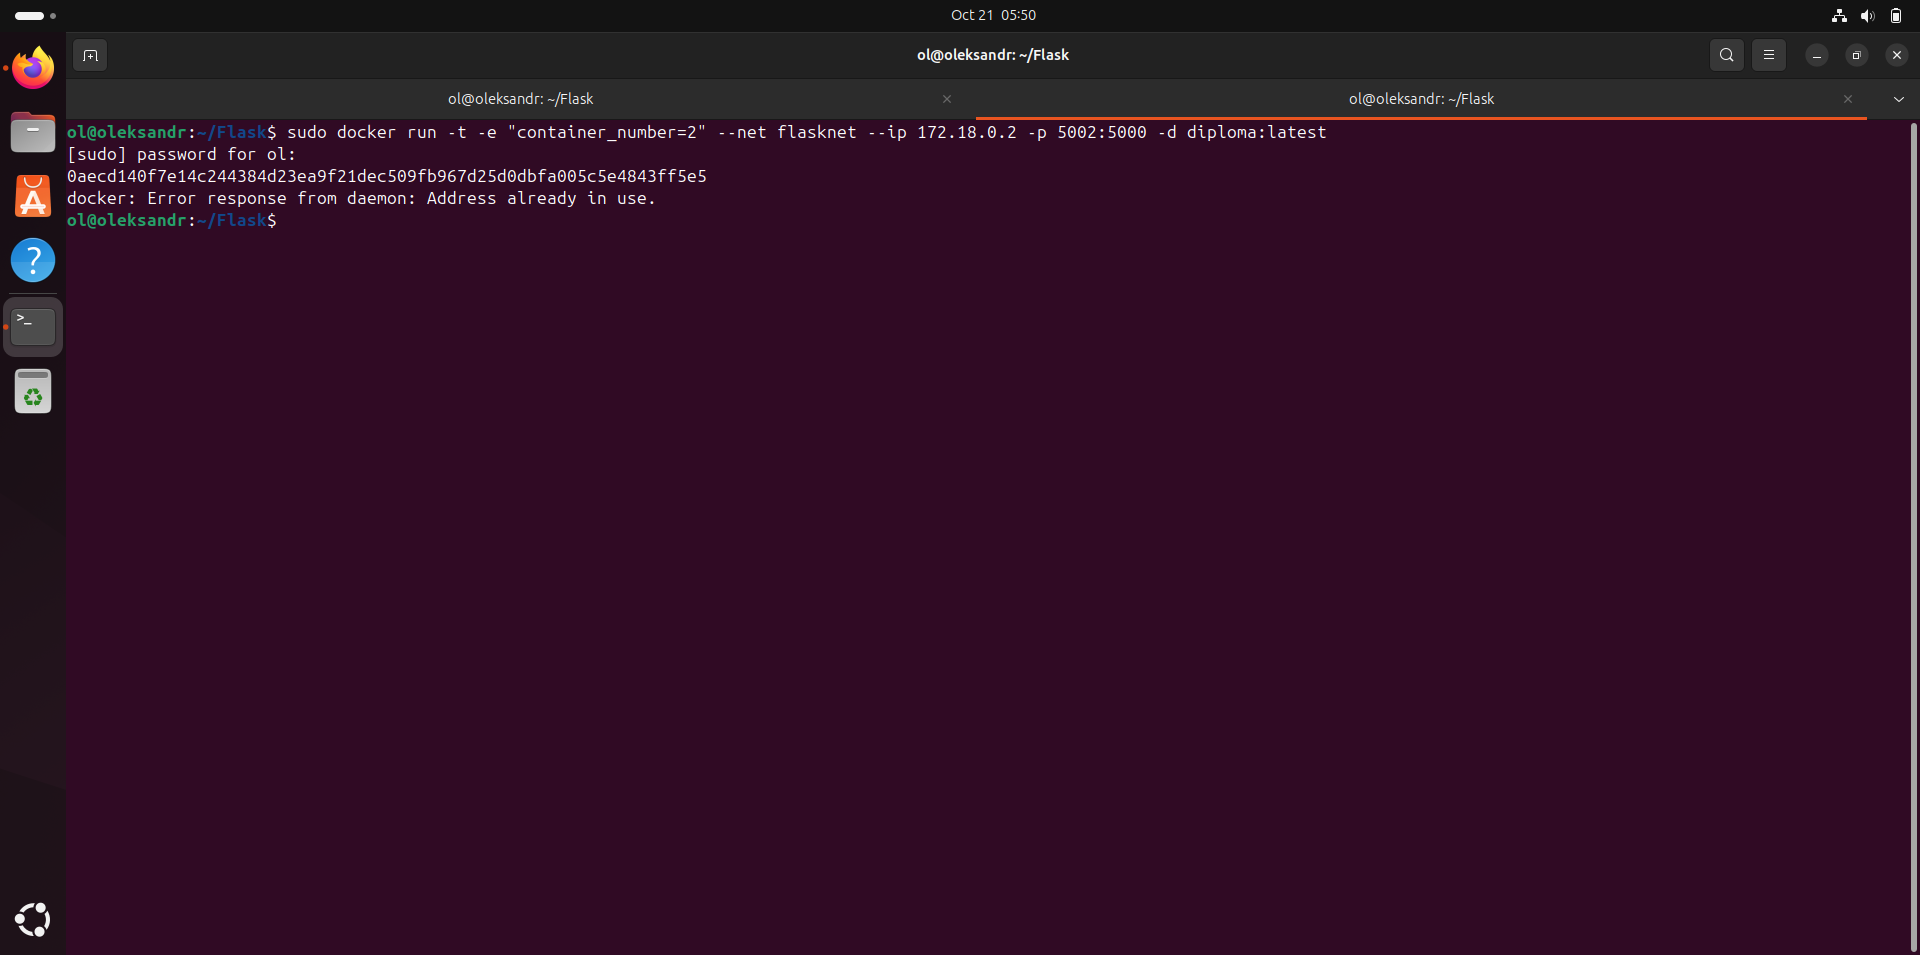 Oct 21 05:50
ol@oleksandr: ~/Flask
ol@oleksandr: ~/Flask
ol@oleksandr: ~/Flask
ol@oleksandr:~/Flask$ sudo docker run -t -e "container_number=2" --net flasknet --ip 172.18.0.2 -p 5002:5000 -d diploma:latest
[sudo] password for ol:
0aecd140f7e14c244384d23ea9f21dec509fb967d25d0dbfa005c5e4843ff5e5
docker: Error response from daemon: Address already in use.
ol@oleksandr:~/Flask$